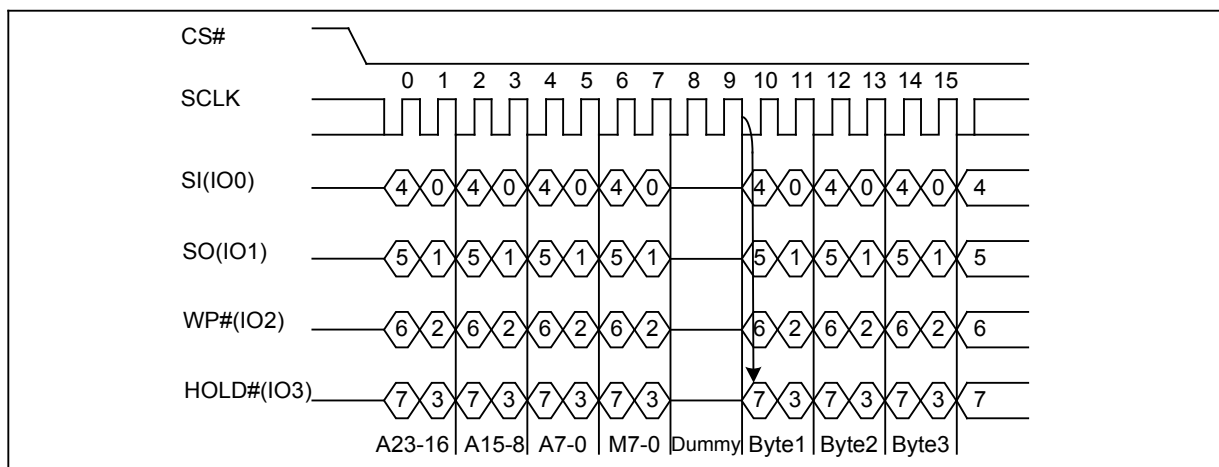 CS#
0 1 2 3 4 5 6 7 8 9 10 11 12 13 14 15
SCLK
SI(IO0) 4 0 4 0 4 0 4 0 4 0 4 0 4 0 4
SO(IO1) 5 1 5 1 5 1 5 1 5 1 5 1 5 1 5
WP#(IO2) 6 2 6 2 6 2 6 2 6 2 6 2 6 2 6
HOLD#(IO3) 7 3 7 3 7 3 7 3 7 3 7 3 7 3 7
A23-16 A15-8 A7-0 M7-0 Dummy Byte1 Byte2 Byte3